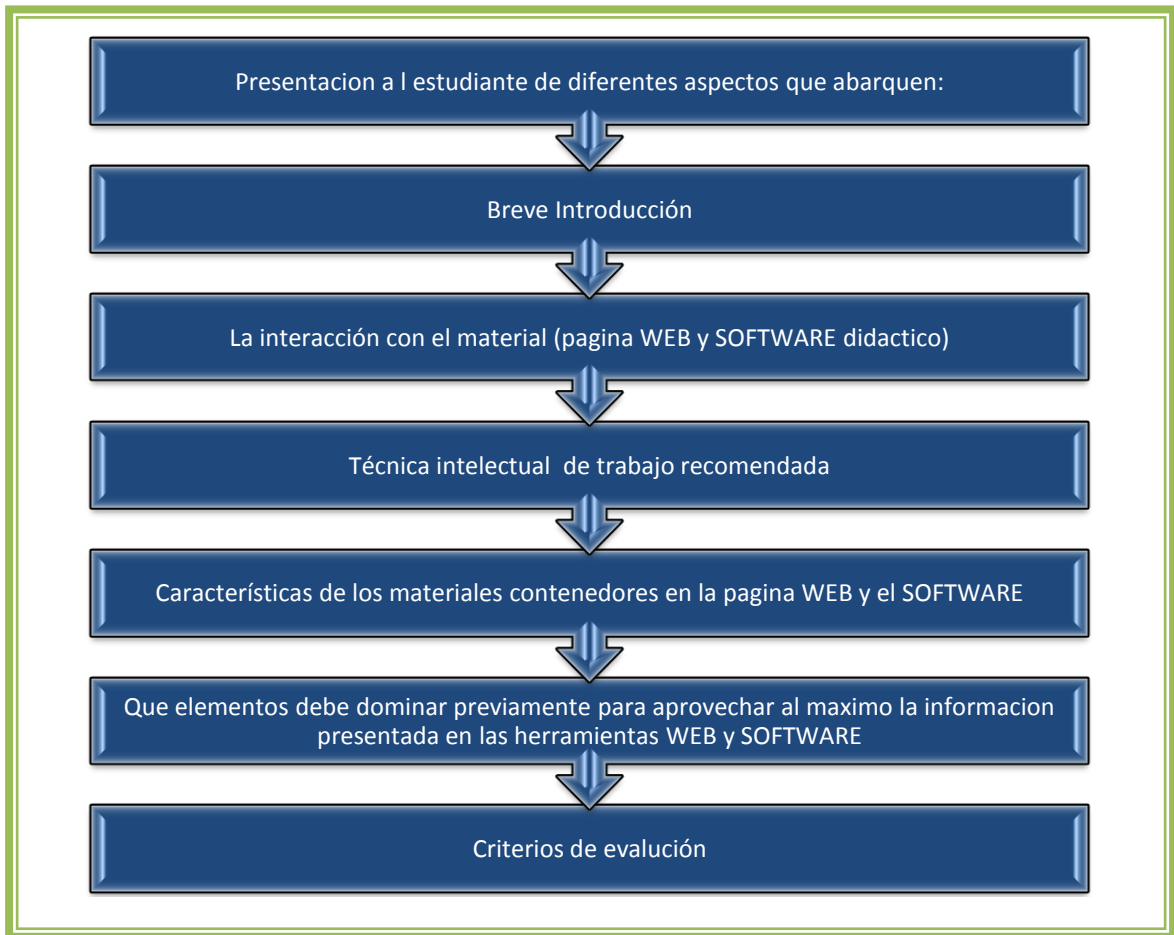 Presentacion a l estudiante de diferentes aspectos que abarquen:
Breve Introducción
La interacción con el material (pagina WEB y SOFTWARE didactico)
Técnica intelectual de trabajo recomendada
Característícas de los materiales contenedores en la pagina WEB y el SOFTWARE
Que elementos debe dominar previamente para aprovechar al maximo la informacion
presentada en las herramientas WEB y SOFTWARE
Criterios de evalución